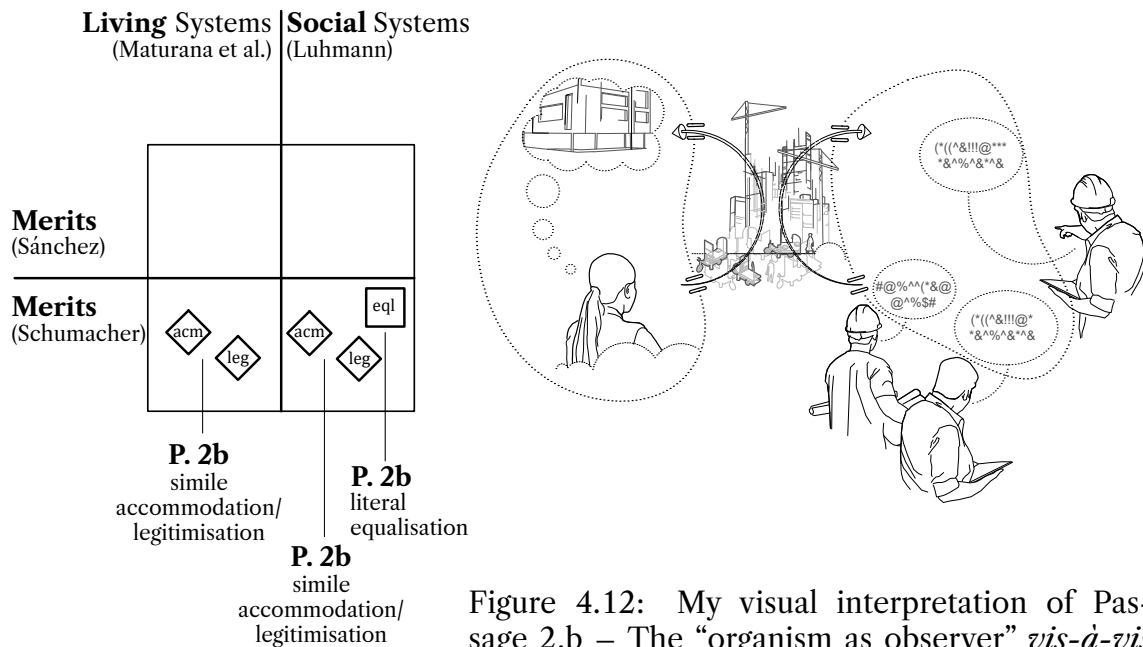 Living Systems Social Systems
(Maturana et al.) (Luhmann)
Merits
(Sánchez)
Merits
(Schumacher)
acm
leg
acm
leg
eql
P. 2b
simile
accommodation/
legitimisation
P. 2b
simile
accommodation/
legitimisation
P. 2b
literal
equalisation
(*((^&!!!@***
*&^%^&*^&
#@%^^(*&@
@^%$#
(*((^&!!!@*
*&^%^&*^&
Figure 4.12: My visual interpretation of Pas-
sage 2.b – The “organism as observer” vis-à-vis